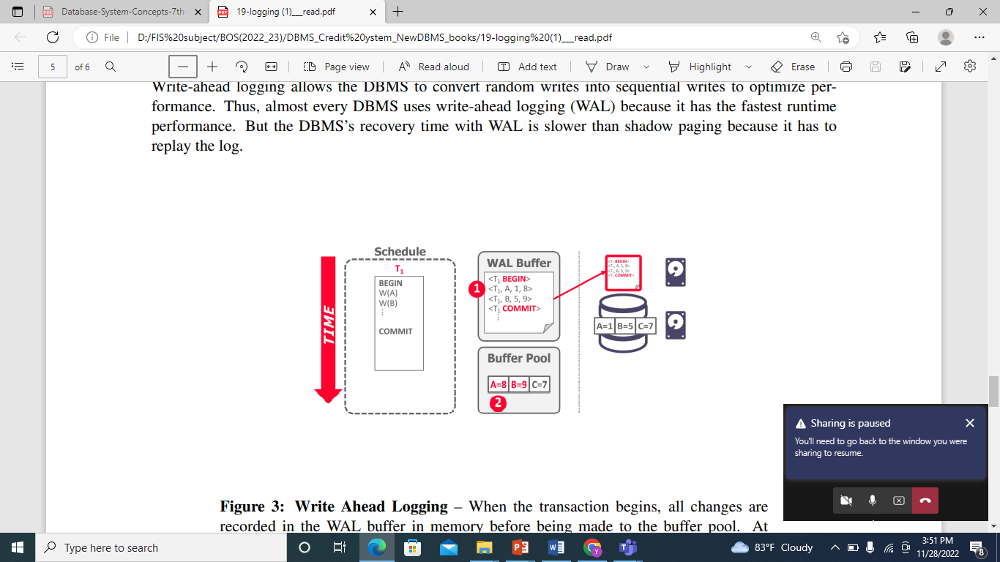 Database-System-Concepts-7th-
19-logging (1)___read.pdf
File
D:/FIS%20subject/BOS(2022_23)/DBMS_Credit%20ystem_NewDBMS_books/19-logging%20(1)___read.pdf
5 of 6
Page view
Read aloud
Add text
Draw
Highlight
Erase
Write-ahead logging allows the DBMS to convert random writes into sequential writes to optimize per-
formance. Thus, almost every DBMS uses write-ahead logging (WAL) because it has the fastest runtime
performance. But the DBMS's recovery time with WAL is slower than shadow paging because it has to
replay the log.
TIME
Schedule
T1
BEGIN
W(A)
W(B)
⋮
COMMIT
WAL Buffer
1
<T1 BEGIN>
<T1, A, 1, 8>
<T1, B, 5, 9>
<T1 COMMIT>
⋮
Buffer Pool
A=8 B=9 C=7
2
<T1 BEGIN>
<T1, A, 1, 8>
<T1, B, 5, 9>
<T1 COMMIT>
A=1 B=5 C=7
Figure 3: Write Ahead Logging – When the transaction begins, all changes are
recorded in the WAL buffer in memory before being made to the buffer pool. At
Sharing is paused
You'll need to go back to the window you were
sharing to resume.
Type here to search
83°F Cloudy
3:51 PM
11/28/2022
8